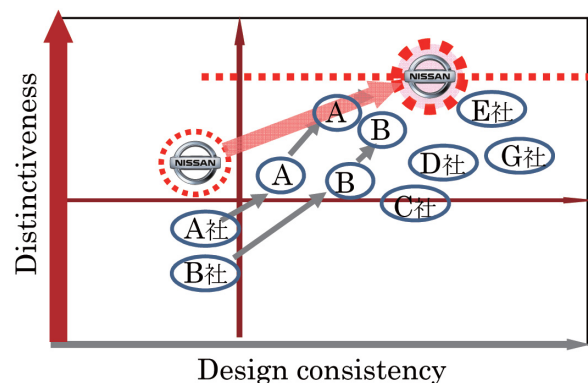 Distinctiveness
NISSAN
NISSAN
A
B
E社
A
B
D社
G社
C社
A社
B社
Design consistency